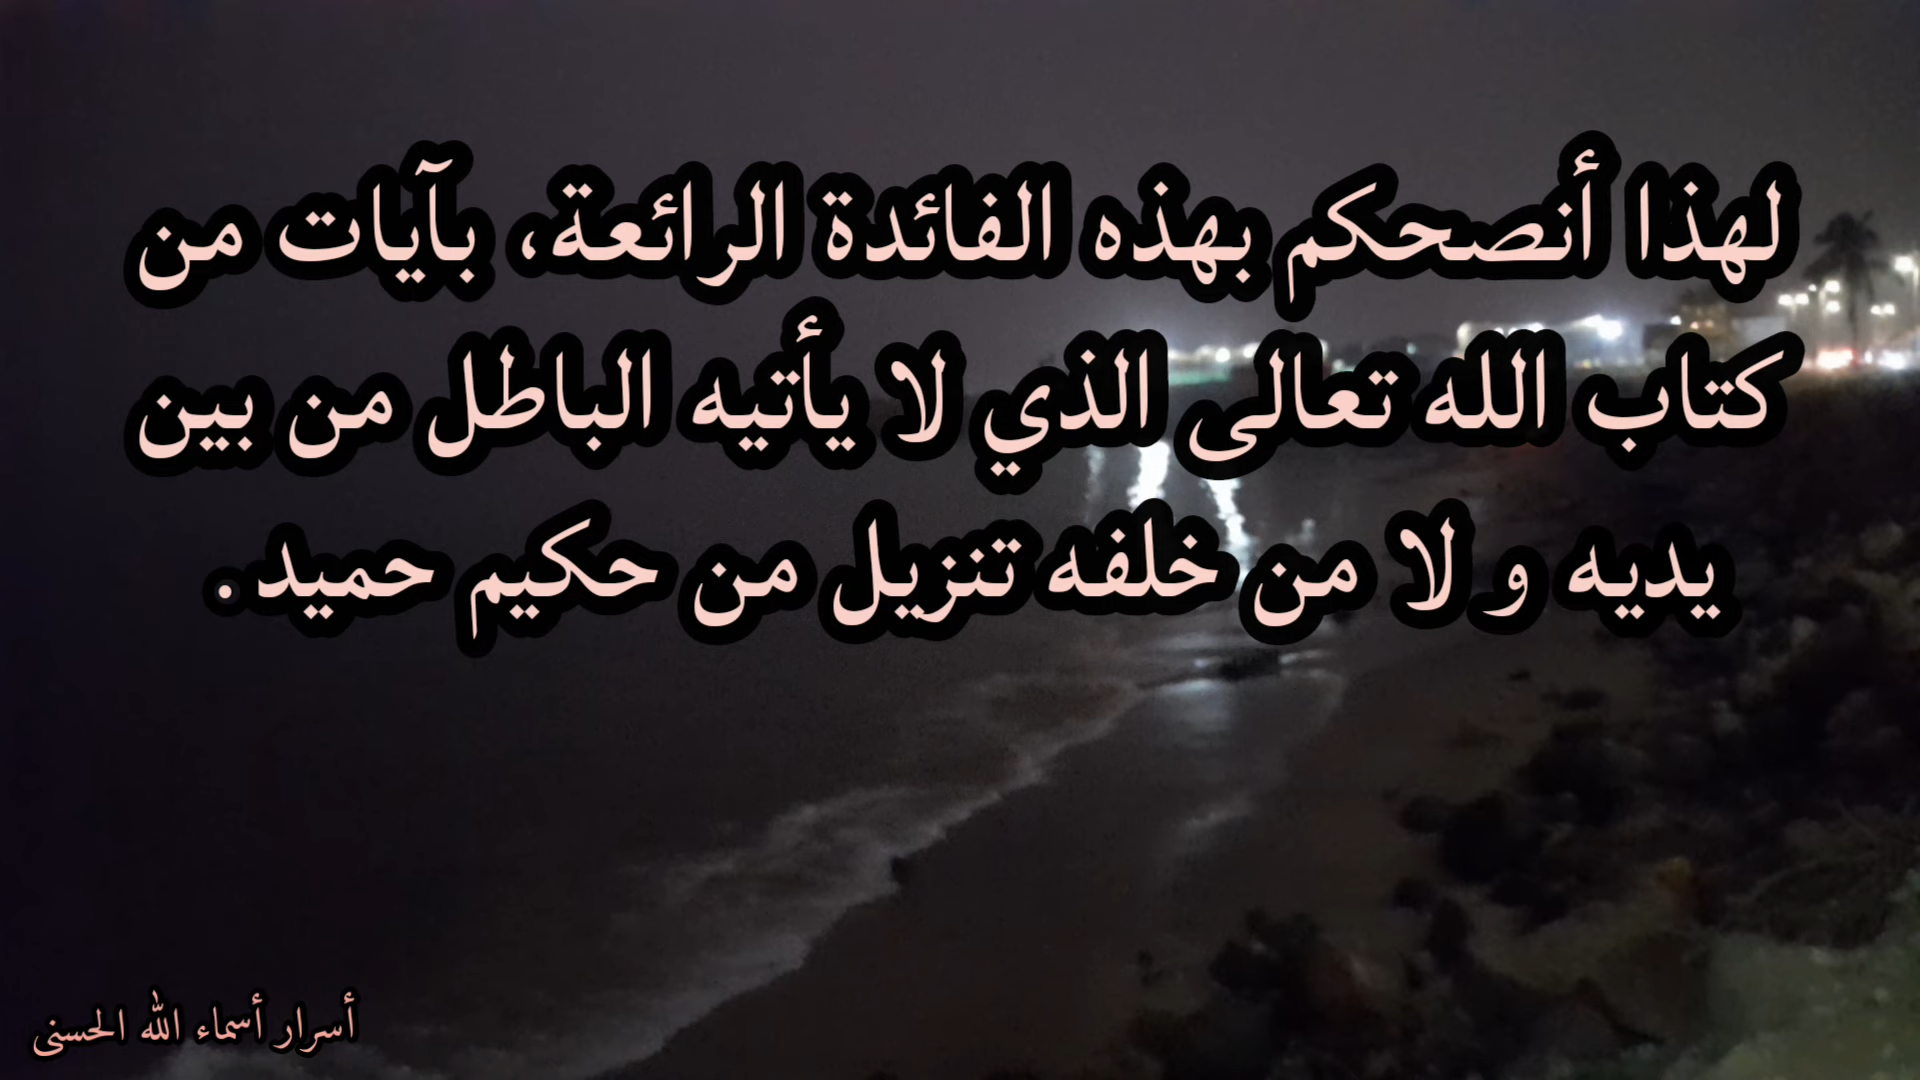 لهذا أنصحكم بهذه الفائدة الرائعة، بآيات من
كتاب الله تعالى الذي لا يأتيه الباطل من بين
يديه و لا من خلفه تنزيل من حكيم حميد .
أسرار أسماء الله الحسنى